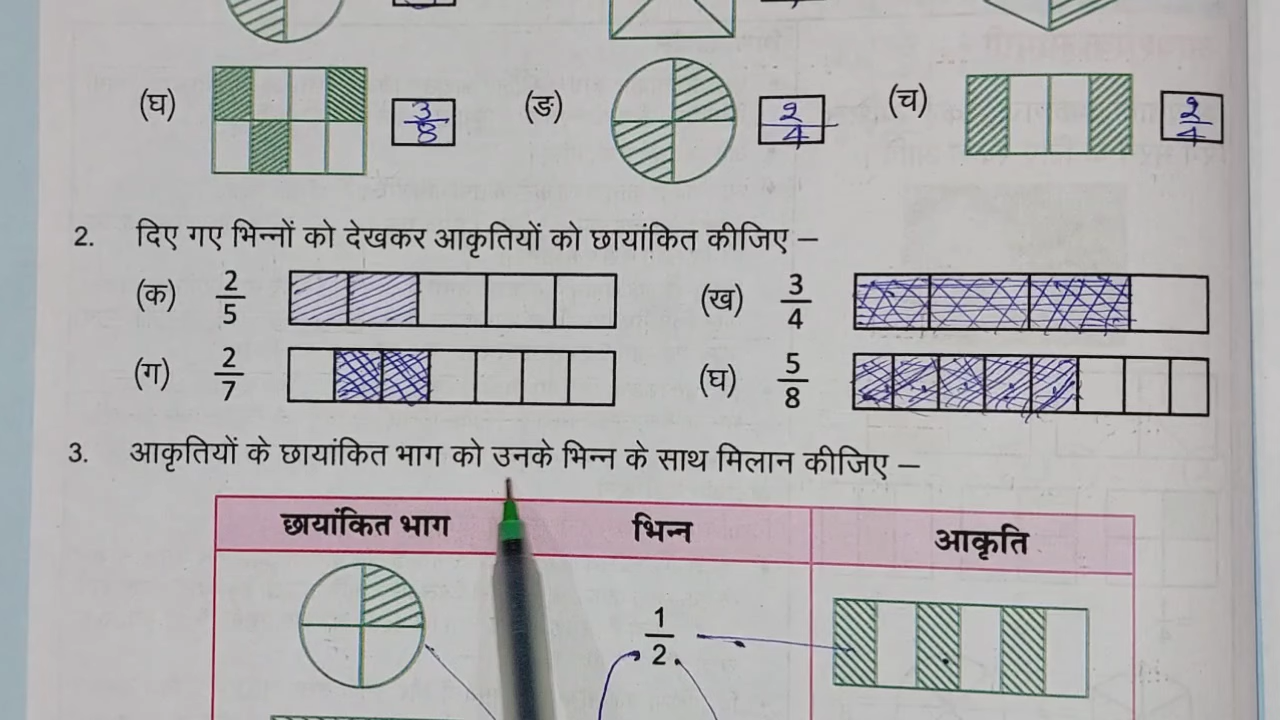 (घ) 3/8 (ङ) 2/4 (च) 2/4
2. दिए गए भिन्नों को देखकर आकृतियों को छायांकित कीजिए –
(क) 2/5 (ख) 3/4
(ग) 2/7 (घ) 5/8
3. आकृतियों के छायांकित भाग को उनके भिन्न के साथ मिलान कीजिए –
छायांकित भाग भिन्न आकृति
1/2